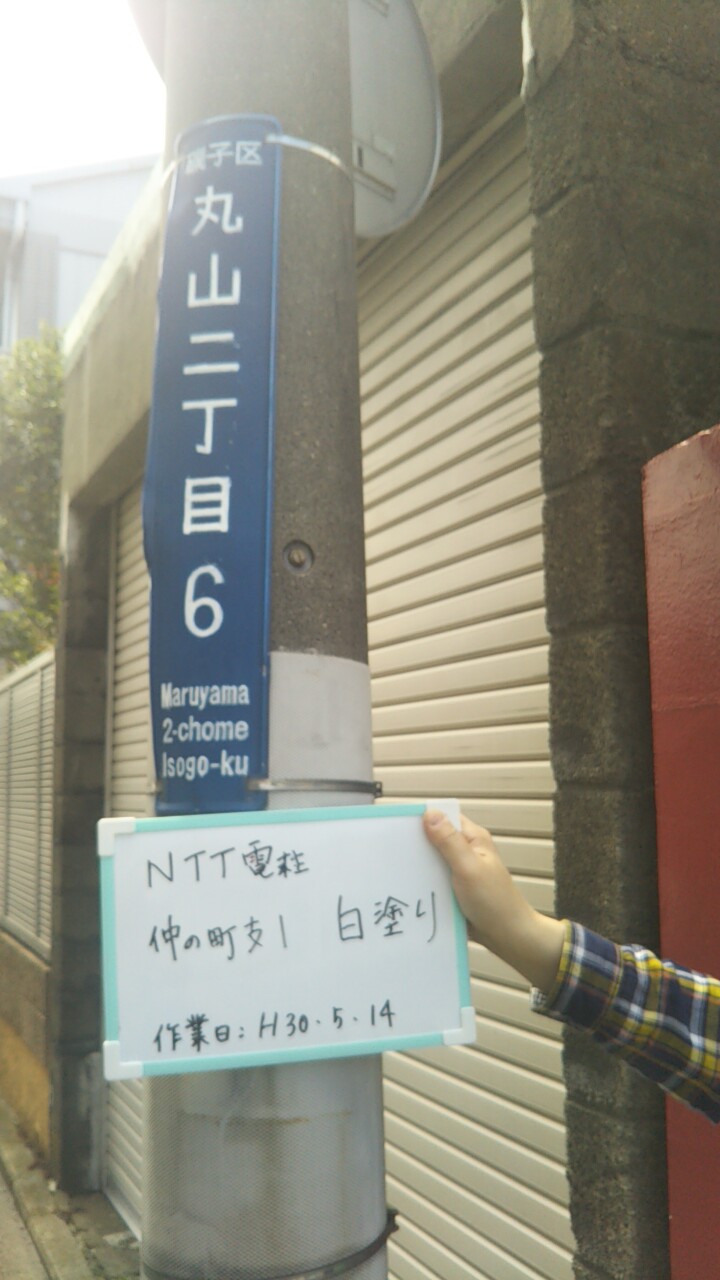 磯子区
丸山二丁目6
Maruyama
2-chome
Isogo-ku
NTT電柱
仲の町支1 白塗り
作業日:H30.5.14